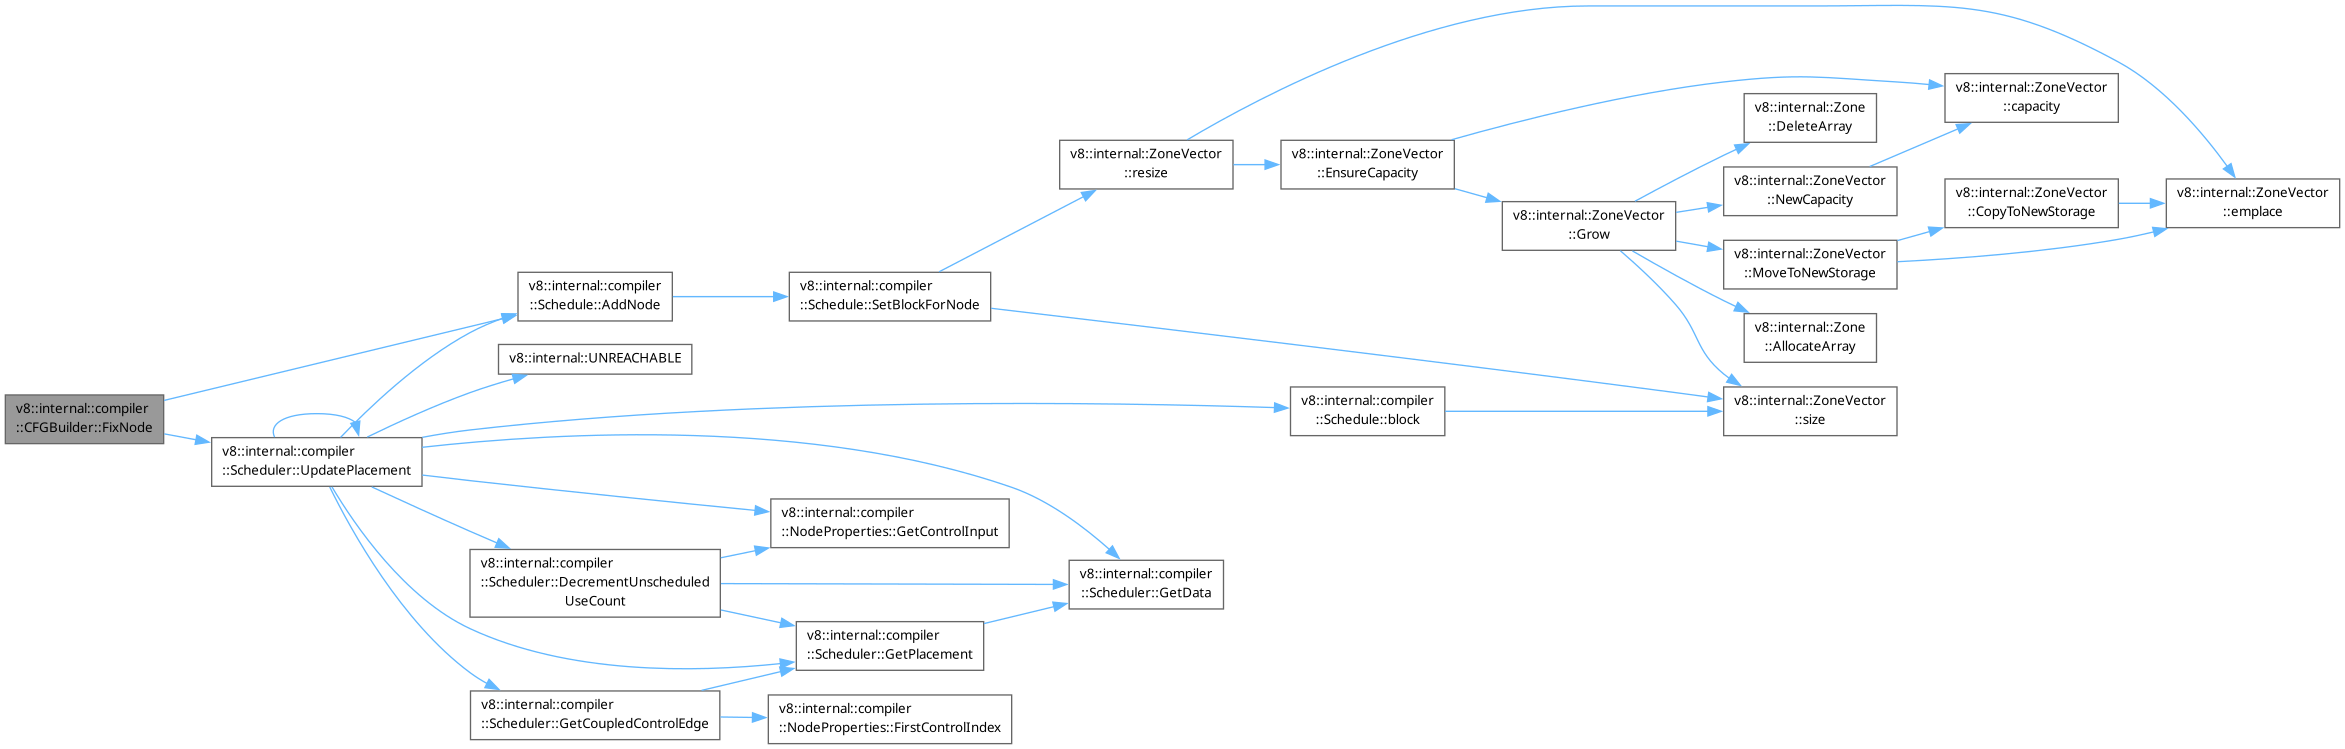 v8::internal::compiler
::CFGBuilder::FixNode
v8::internal::compiler
::Schedule::AddNode
v8::internal::compiler
::Schedule::SetBlockForNode
v8::internal::ZoneVector
::resize
v8::internal::ZoneVector
::EnsureCapacity
v8::internal::ZoneVector
::capacity
v8::internal::ZoneVector
::Grow
v8::internal::Zone
::DeleteArray
v8::internal::ZoneVector
::NewCapacity
v8::internal::ZoneVector
::MoveToNewStorage
v8::internal::ZoneVector
::CopyToNewStorage
v8::internal::ZoneVector
::emplace
v8::internal::Zone
::AllocateArray
v8::internal::ZoneVector
::size
v8::internal::compiler
::Scheduler::UpdatePlacement
v8::internal::UNREACHABLE
v8::internal::compiler
::Schedule::block
v8::internal::compiler
::NodeProperties::GetControlInput
v8::internal::compiler
::Scheduler::DecrementUnscheduled
UseCount
v8::internal::compiler
::Scheduler::GetData
v8::internal::compiler
::Scheduler::GetPlacement
v8::internal::compiler
::Scheduler::GetCoupledControlEdge
v8::internal::compiler
::NodeProperties::FirstControlIndex